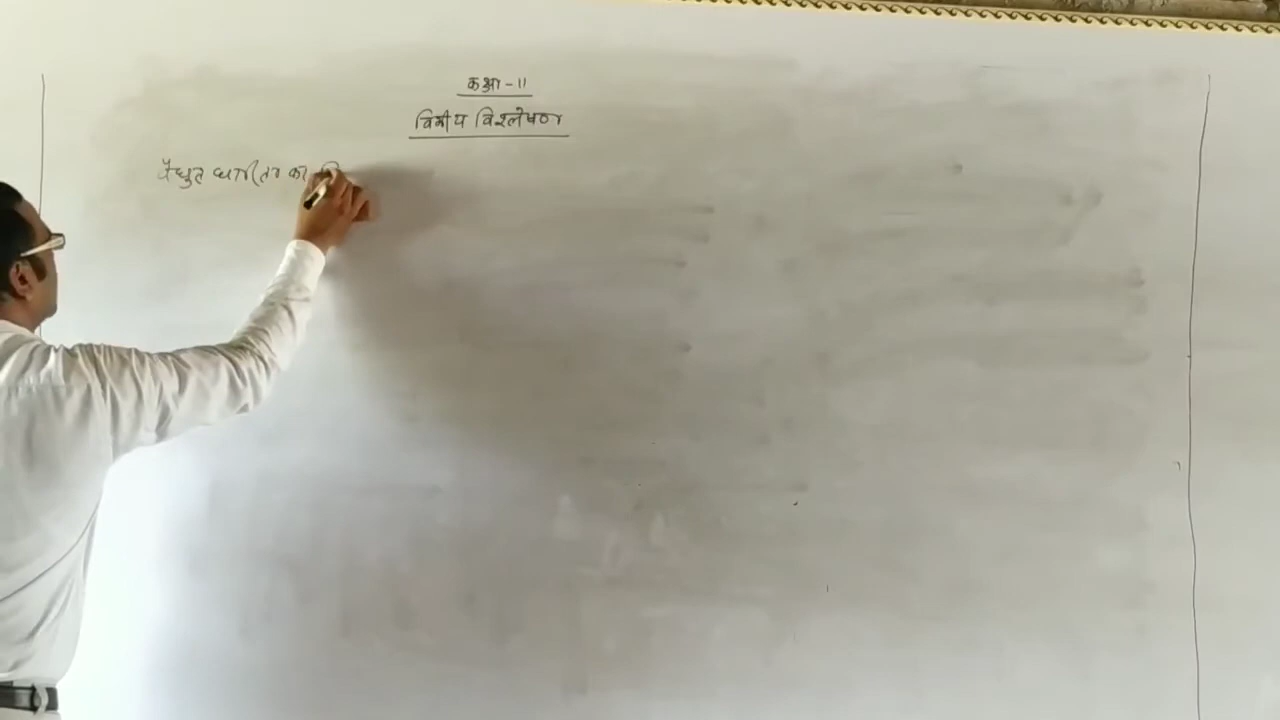 कक्षा - 11
विमीय विश्लेषण
वैद्युत धारिता का वि